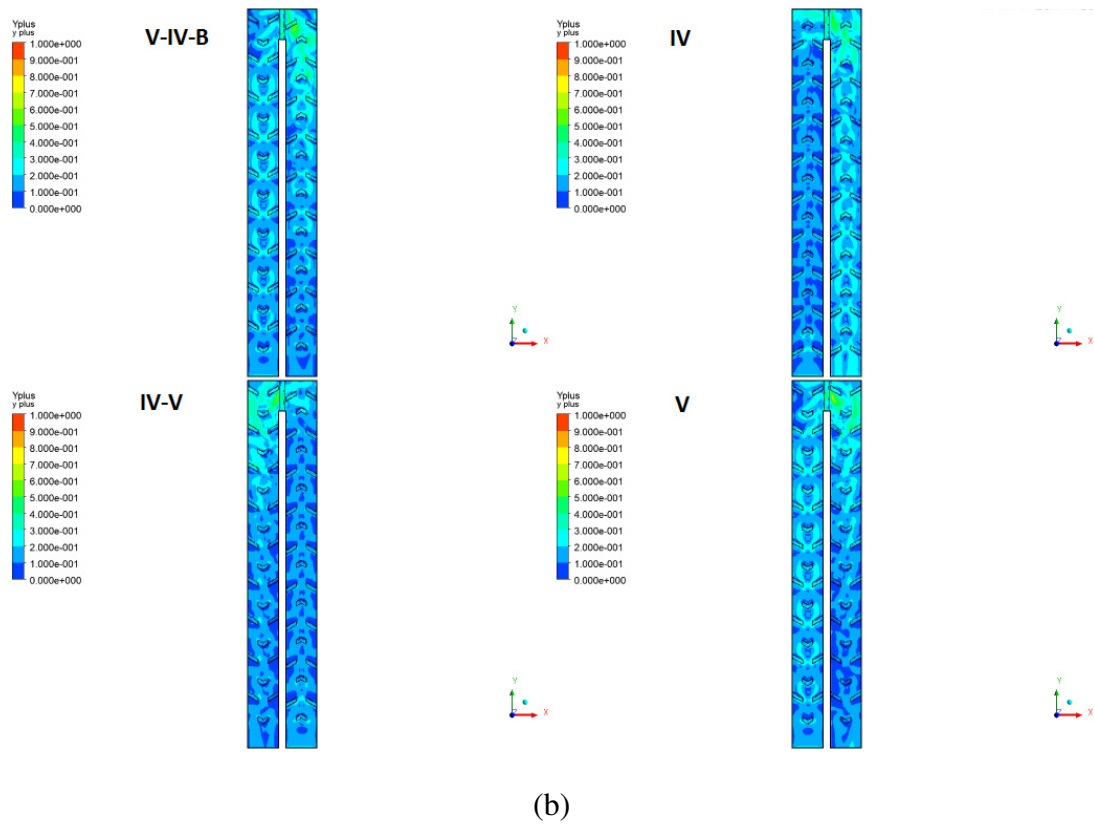 Yplus
y plus
V-IV-B
1.000e+000
9.000e-001
8.000e-001
7.000e-001
6.000e-001
5.000e-001
4.000e-001
3.000e-001
2.000e-001
1.000e-001
0.000e+000
Y
Z
X
Yplus
y plus
IV
1.000e+000
9.000e-001
8.000e-001
7.000e-001
6.000e-001
5.000e-001
4.000e-001
3.000e-001
2.000e-001
1.000e-001
0.000e+000
Y
Z
X
Yplus
y plus
IV-V
1.000e+000
9.000e-001
8.000e-001
7.000e-001
6.000e-001
5.000e-001
4.000e-001
3.000e-001
2.000e-001
1.000e-001
0.000e+000
Y
Z
X
Yplus
y plus
V
1.000e+000
9.000e-001
8.000e-001
7.000e-001
6.000e-001
5.000e-001
4.000e-001
3.000e-001
2.000e-001
1.000e-001
0.000e+000
Y
Z
X
(b)